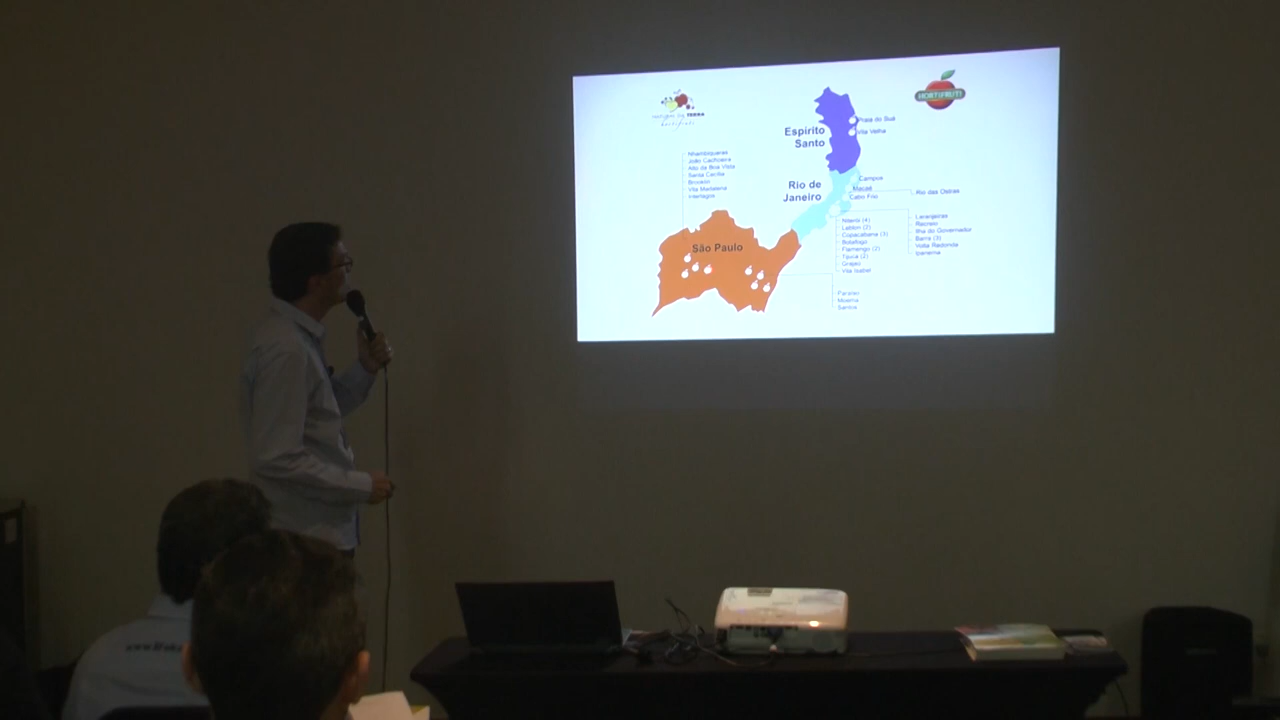 TERRA
HORTIFRUTI
Espírito
Santo
Praia do Suá
Vila Velha
Nhambiquaras
João Cachoeira
Alto da Boa Vista
Santa Cecília
Brooklin
Vila Madalena
Interlagos
Rio de
Janeiro
Campus
Macaé
Cabo Frio
Rio das Ostras
Niterói (4)
Leblon (2)
Copacabana (3)
Botafogo
Flamengo (2)
Tijuca (2)
Grajaú
Vila Isabel
Laranjeiras
Recreio
Ilha do Governador
Barra (3)
Volta Redonda
Ipanema
São Paulo
Moema
Santos